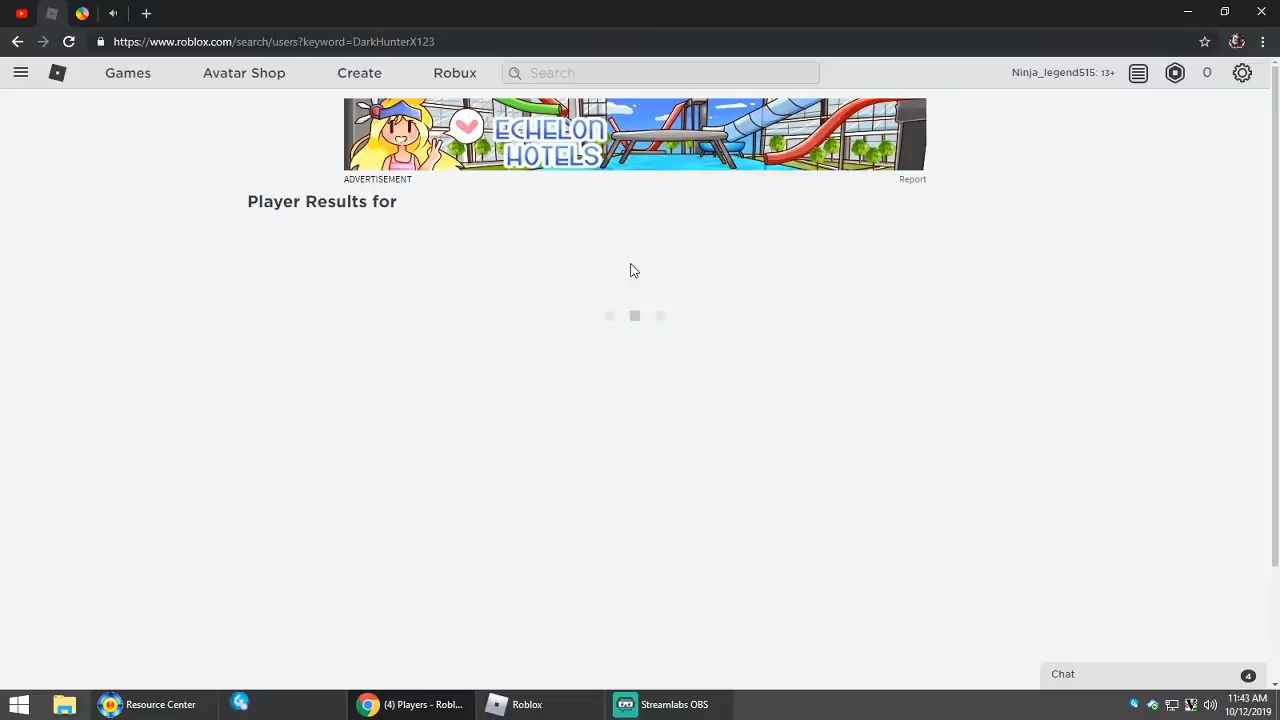 https://www.roblox.com/search/users?keyword=DarkHunterX123
Games
Avatar Shop
Create
Robux
Search
Ninja_legend515: 13+
0
ECHELON
HOTELS
ADVERTISEMENT
Report
Player Results for
Chat
4
Resource Center
(4) Players - Robl...
Roblox
Streamlabs OBS
11:43 AM
10/12/2019